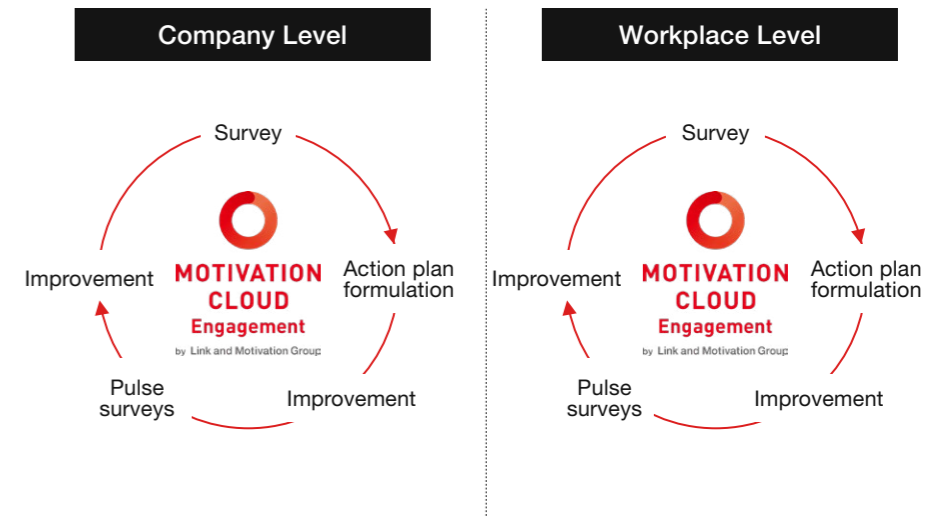 Company Level
Survey
Improvement
MOTIVATION
CLOUD
Engagement
by Link and Motivation Group
Action plan
formulation
Pulse
surveys
Improvement
Workplace Level
Survey
Improvement
MOTIVATION
CLOUD
Engagement
by Link and Motivation Group
Action plan
formulation
Pulse
surveys
Improvement